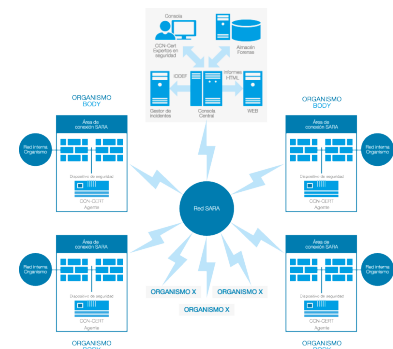 Consola
CCN-Cert
Expertos en
seguridad
Almacén
Forense
IODEF
Informes
HTML
Gestor de
incidentes
Consola
Central
WEB
ORGANISMO
BODY
Área de
conexión SARA
Red Interna
Organismo
Dispositivo de seguridad
CCN-CERT
Agente
ORGANISMO
BODY
Área de
conexión SARA
Red Interna
Organismo
Dispositivo de seguridad
CCN-CERT
Agente
Red SARA
Área de
conexión SARA
Red Interna
Organismo
Dispositivo de seguridad
CCN-CERT
Agente
ORGANISMO
BODY
Área de
conexión SARA
Red Interna
Organismo
Dispositivo de seguridad
CCN-CERT
Agente
ORGANISMO
BODY
ORGANISMO X
ORGANISMO X
ORGANISMO X